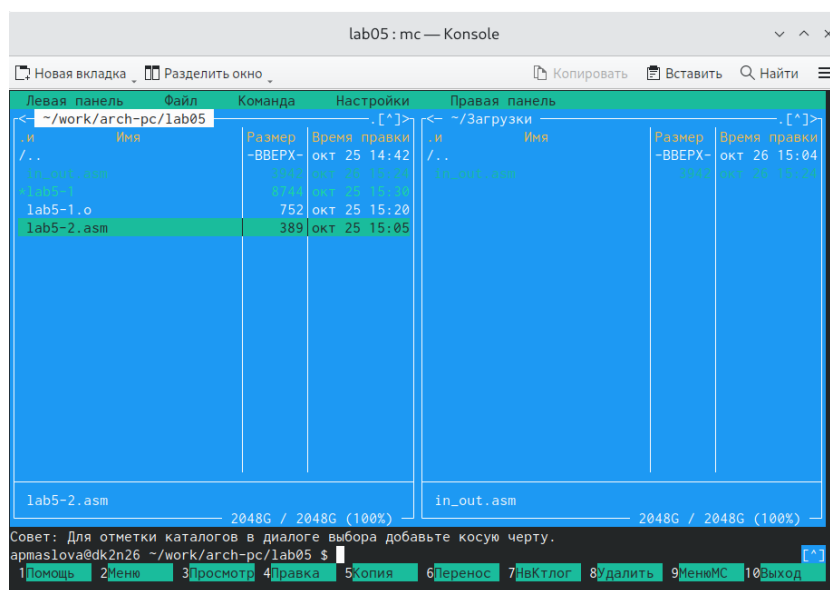 lab05 : mc — Konsole
Новая вкладка Разделить окно Копировать Вставить Найти
Левая панель Файл Команда Настройки Правая панель
<— ~/work/arch-pc/lab05 .[^]> <— ~/Загрузки .[^]>
.и Имя Размер Время правки .и Имя Размер Время правки
/.. -ВВЕРХ- окт 25 14:42 /.. -ВВЕРХ- окт 26 15:04
in_out.asm 3942 окт 26 15:24 in_out.asm 3942 окт 26 15:24
*lab5-1 8744 окт 25 15:30
lab5-1.o 752 окт 25 15:20
lab5-2.asm 389 окт 25 15:05
lab5-2.asm in_out.asm
2048G / 2048G (100%) 2048G / 2048G (100%)
Совет: Для отметки каталогов в диалоге выбора добавьте косую черту.
apmaslova@dk2n26 ~/work/arch-pc/lab05 $ [^]
1Помощь 2Меню 3Просмотр 4Правка 5Копия 6Перенос 7НвКтлог 8Удалить 9МенюМС 10Выход